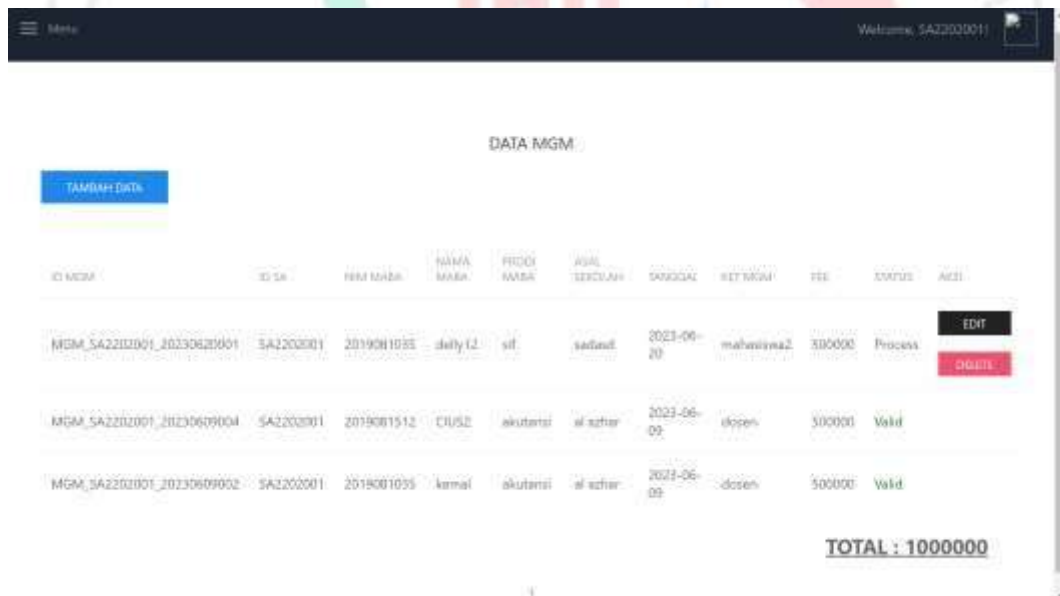 Menu Welcome, SA2202001!
DATA MGM
TAMBAH DATA
ID MGM ID SA NIM MABA NAMA MABA PRODI MABA ASAL SEKOLAH TANGGAL KET MGM FEE STATUS AKSI
MGM_SA2202001_20230620001 SA2202001 2019081035 delly12 sif sadasd 2023-06-20 mahasiswa2 500000 Process EDIT DELETE
MGM_SA2202001_20230609004 SA2202001 2019081512 CIUS2 akutansi al azhar 2023-06-09 dosen 500000 Valid
MGM_SA2202001_20230609002 SA2202001 2019081035 kemal akutansi al azhar 2023-06-09 dosen 500000 Valid
TOTAL : 1000000
1